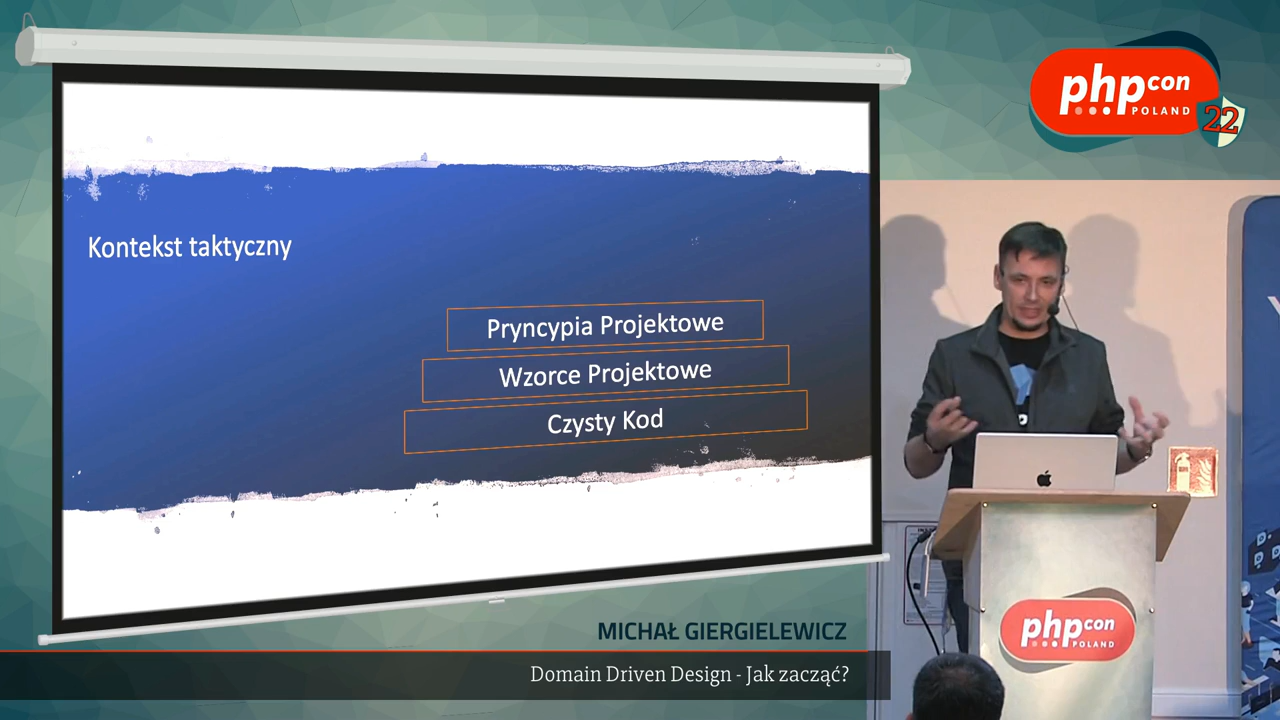 phpcon
POLAND
22
Kontekst taktyczny
Pryncypia Projektowe
Wzorce Projektowe
Czysty Kod
MICHAŁ GIERGIELEWICZ
Domain Driven Design - Jak zacząć?
phpcon
POLAND